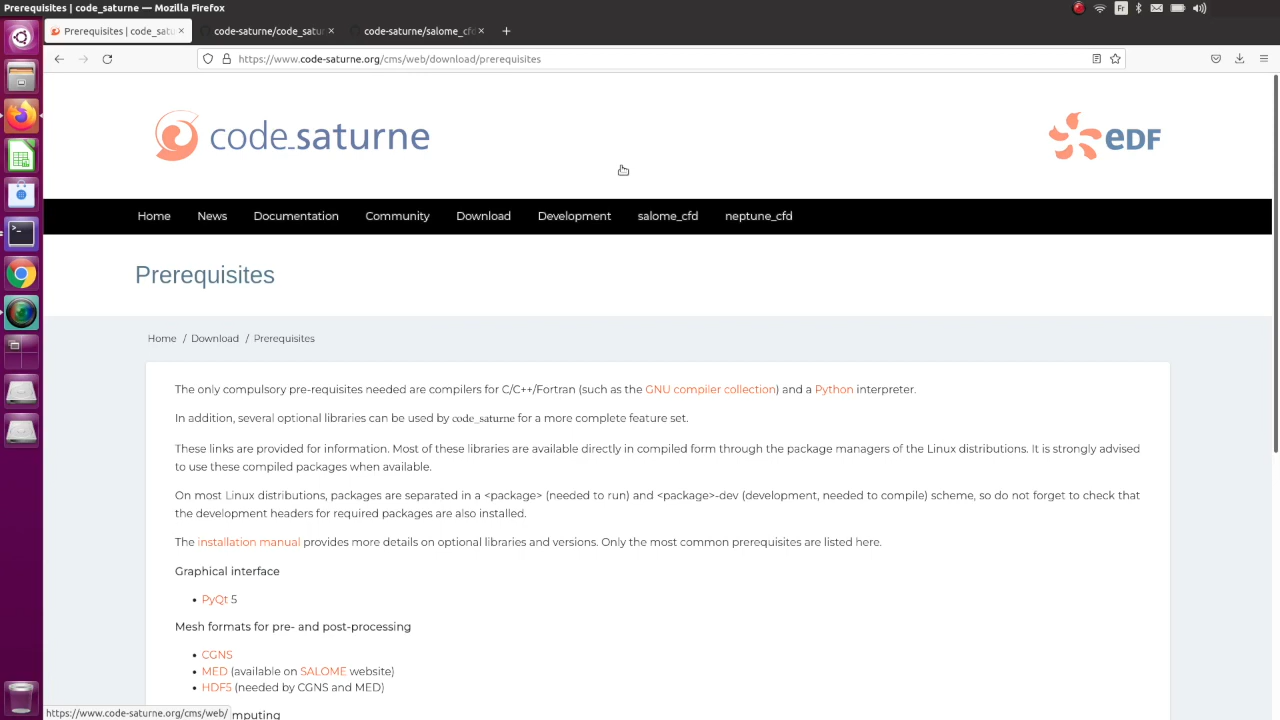 Prerequisites | code_saturne — Mozilla Firefox
Fr
Prerequisites | code_sat
code-saturne/code_satur
code-saturne/salome_cfd
https://www.code-saturne.org/cms/web/download/prerequisites
code_saturne
eDF
Home News Documentation Community Download Development salome_cfd neptune_cfd
Prerequisites
Home / Download / Prerequisites
The only compulsory pre-requisites needed are compilers for C/C++/Fortran (such as the GNU compiler collection) and a Python interpreter.
In addition, several optional libraries can be used by code_saturne for a more complete feature set.
These links are provided for information. Most of these libraries are available directly in compiled form through the package managers of the Linux distributions. It is strongly advised
to use these compiled packages when available.
On most Linux distributions, packages are separated in a <package> (needed to run) and <package>-dev (development, needed to compile) scheme, so do not forget to check that
the development headers for required packages are also installed.
The installation manual provides more details on optional libraries and versions. Only the most common prerequisites are listed here.
Graphical interface
• PyQt 5
Mesh formats for pre- and post-processing
• CGNS
• MED (available on SALOME website)
• HDF5 (needed by CGNS and MED)
https://www.code-saturne.org/cms/web/
mputing